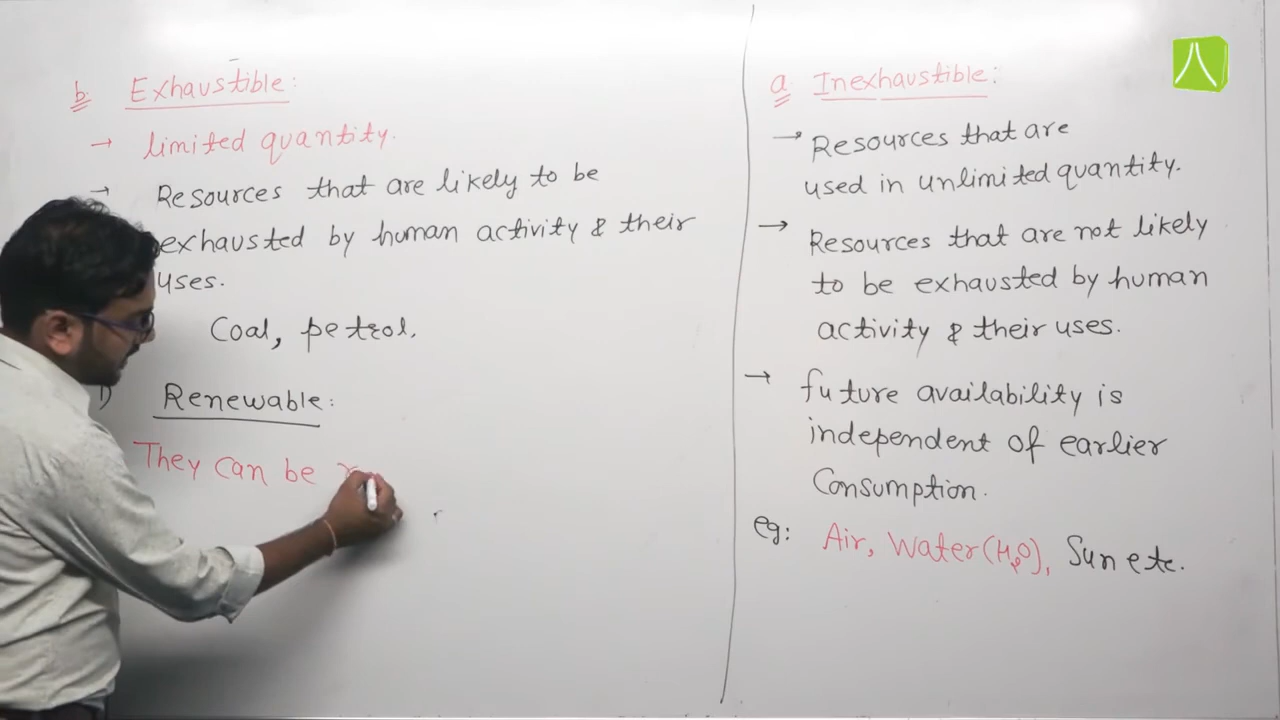 b. Exhaustible:
→ limited quantity.
→ Resources that are likely to be
exhausted by human activity & their
uses.
Coal, petrol.
1) Renewable:
They can be
a. Inexhaustible:
→ Resources that are
used in unlimited quantity.
→ Resources that are not likely
to be exhausted by human
activity & their uses.
→ future availability is
independent of earlier
Consumption.
eg: Air, Water (H2O), Sun etc.